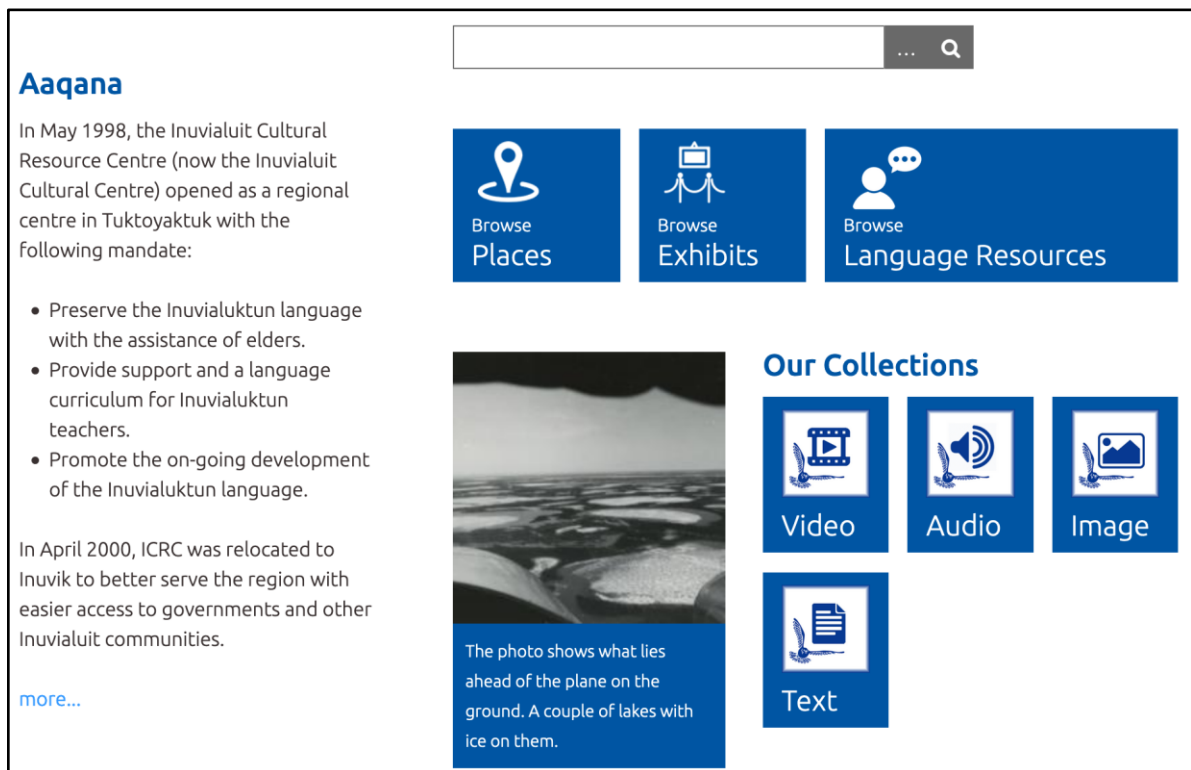 ...
Aaqana
In May 1998, the Inuvialuit Cultural
Resource Centre (now the Inuvialuit
Cultural Centre) opened as a regional
centre in Tuktoyaktuk with the
following mandate:
• Preserve the Inuvialuktun language
with the assistance of elders.
• Provide support and a language
curriculum for Inuvialuktun
teachers.
• Promote the on-going development
of the Inuvialuktun language.
In April 2000, ICRC was relocated to
Inuvik to better serve the region with
easier access to governments and other
Inuvialuit communities.
more...
Browse
Places
Browse
Exhibits
Browse
Language Resources
The photo shows what lies
ahead of the plane on the
ground. A couple of lakes with
ice on them.
Our Collections
Video
Audio
Image
Text